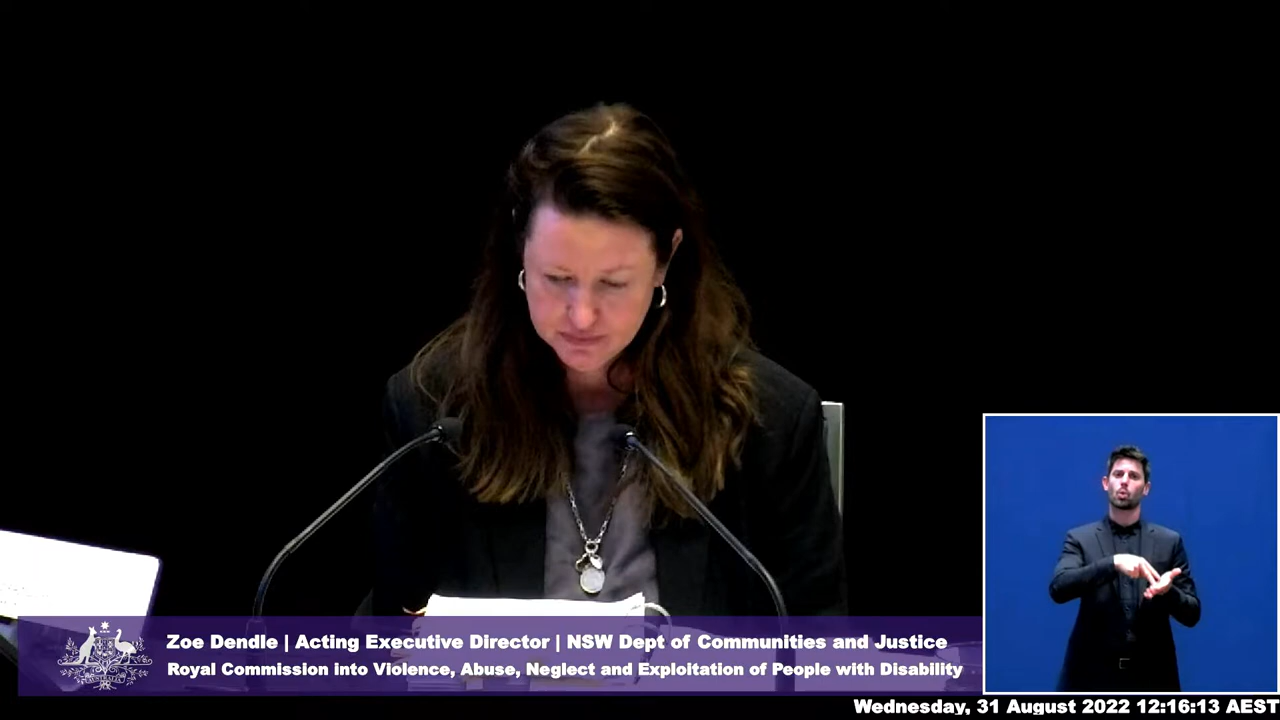 Zoe Dendle | Acting Executive Director | NSW Dept of Communities and Justice
Royal Commission into Violence, Abuse, Neglect and Exploitation of People with Disability
Wednesday, 31 August 2022 12:16:13 AEST